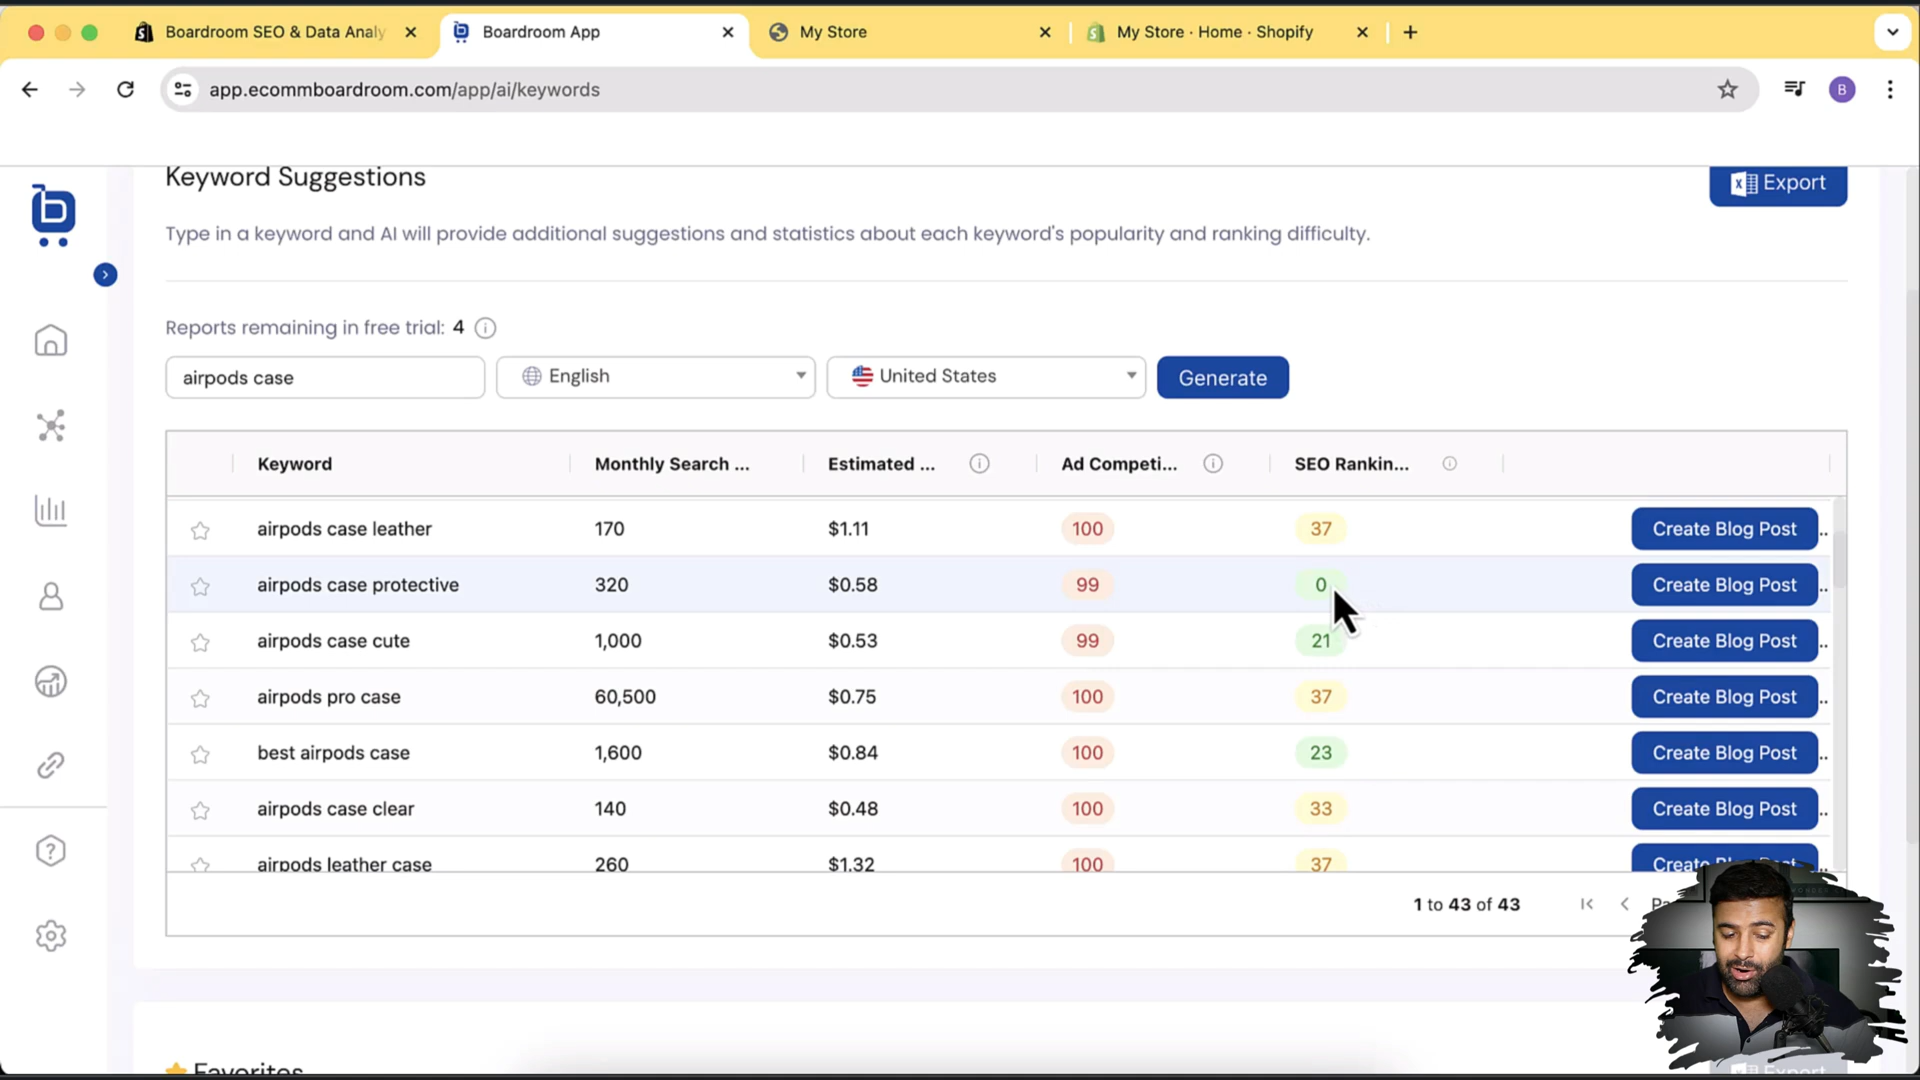 Boardroom SEO & Data Analy
Boardroom App
My Store
My Store · Home · Shopify
app.ecommboardroom.com/app/ai/keywords
B
Keyword Suggestions
Export
Type in a keyword and AI will provide additional suggestions and statistics about each keyword's popularity and ranking difficulty.
Reports remaining in free trial: 4
airpods case English United States Generate
Keyword Monthly Search ... Estimated ... Ad Competi... SEO Rankin...
airpods case leather 170 $1.11 100 37 Create Blog Post ..
airpods case protective 320 $0.58 99 0 Create Blog Post ..
airpods case cute 1,000 $0.53 99 21 Create Blog Post ..
airpods pro case 60,500 $0.75 100 37 Create Blog Post ..
best airpods case 1,600 $0.84 100 23 Create Blog Post ..
airpods case clear 140 $0.48 100 33 Create Blog Post ..
airpods leather case 260 $1.32 100 37 Create Blog Post
1 to 43 of 43 Pa
Favorites
Export